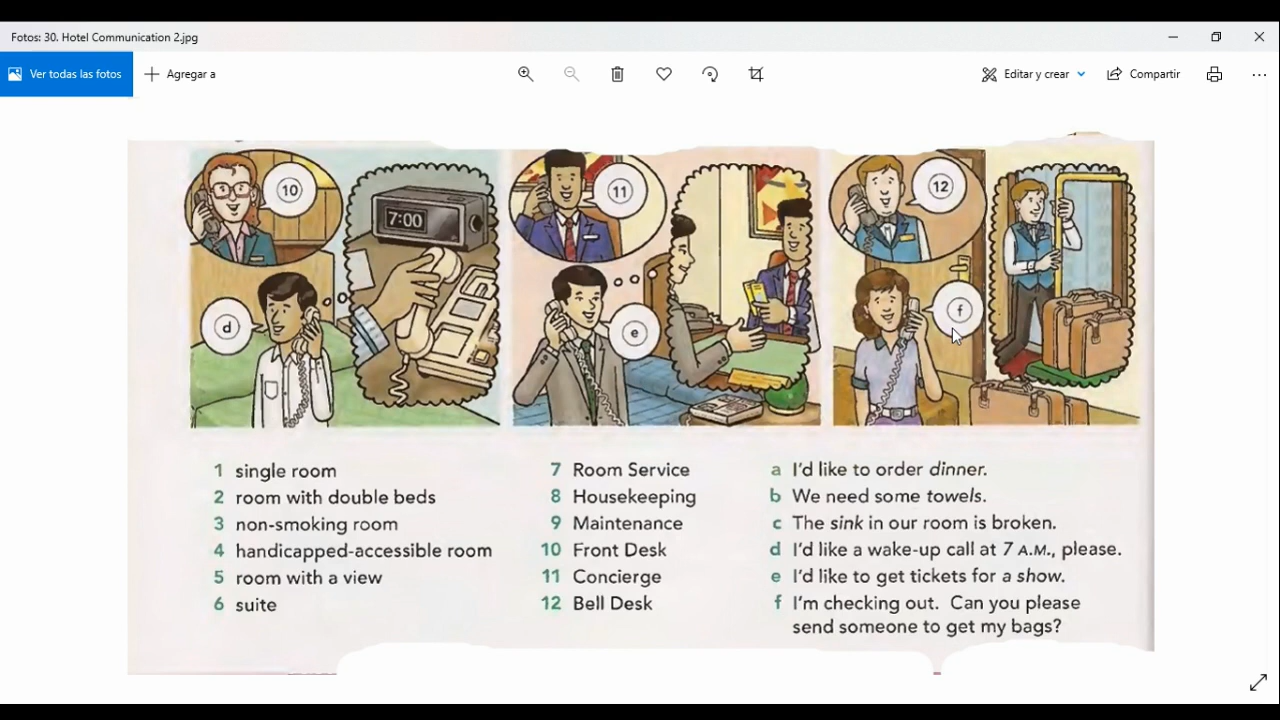 Fotos: 30. Hotel Communication 2.jpg
Ver todas las fotos
Agregar a
Editar y crear
Compartir
10
7:00
d
11
e
12
f
1 single room
2 room with double beds
3 non-smoking room
4 handicapped-accessible room
5 room with a view
6 suite
7 Room Service
8 Housekeeping
9 Maintenance
10 Front Desk
11 Concierge
12 Bell Desk
a I'd like to order dinner.
b We need some towels.
c The sink in our room is broken.
d I'd like a wake-up call at 7 A.M., please.
e I'd like to get tickets for a show.
f I'm checking out. Can you please
send someone to get my bags?